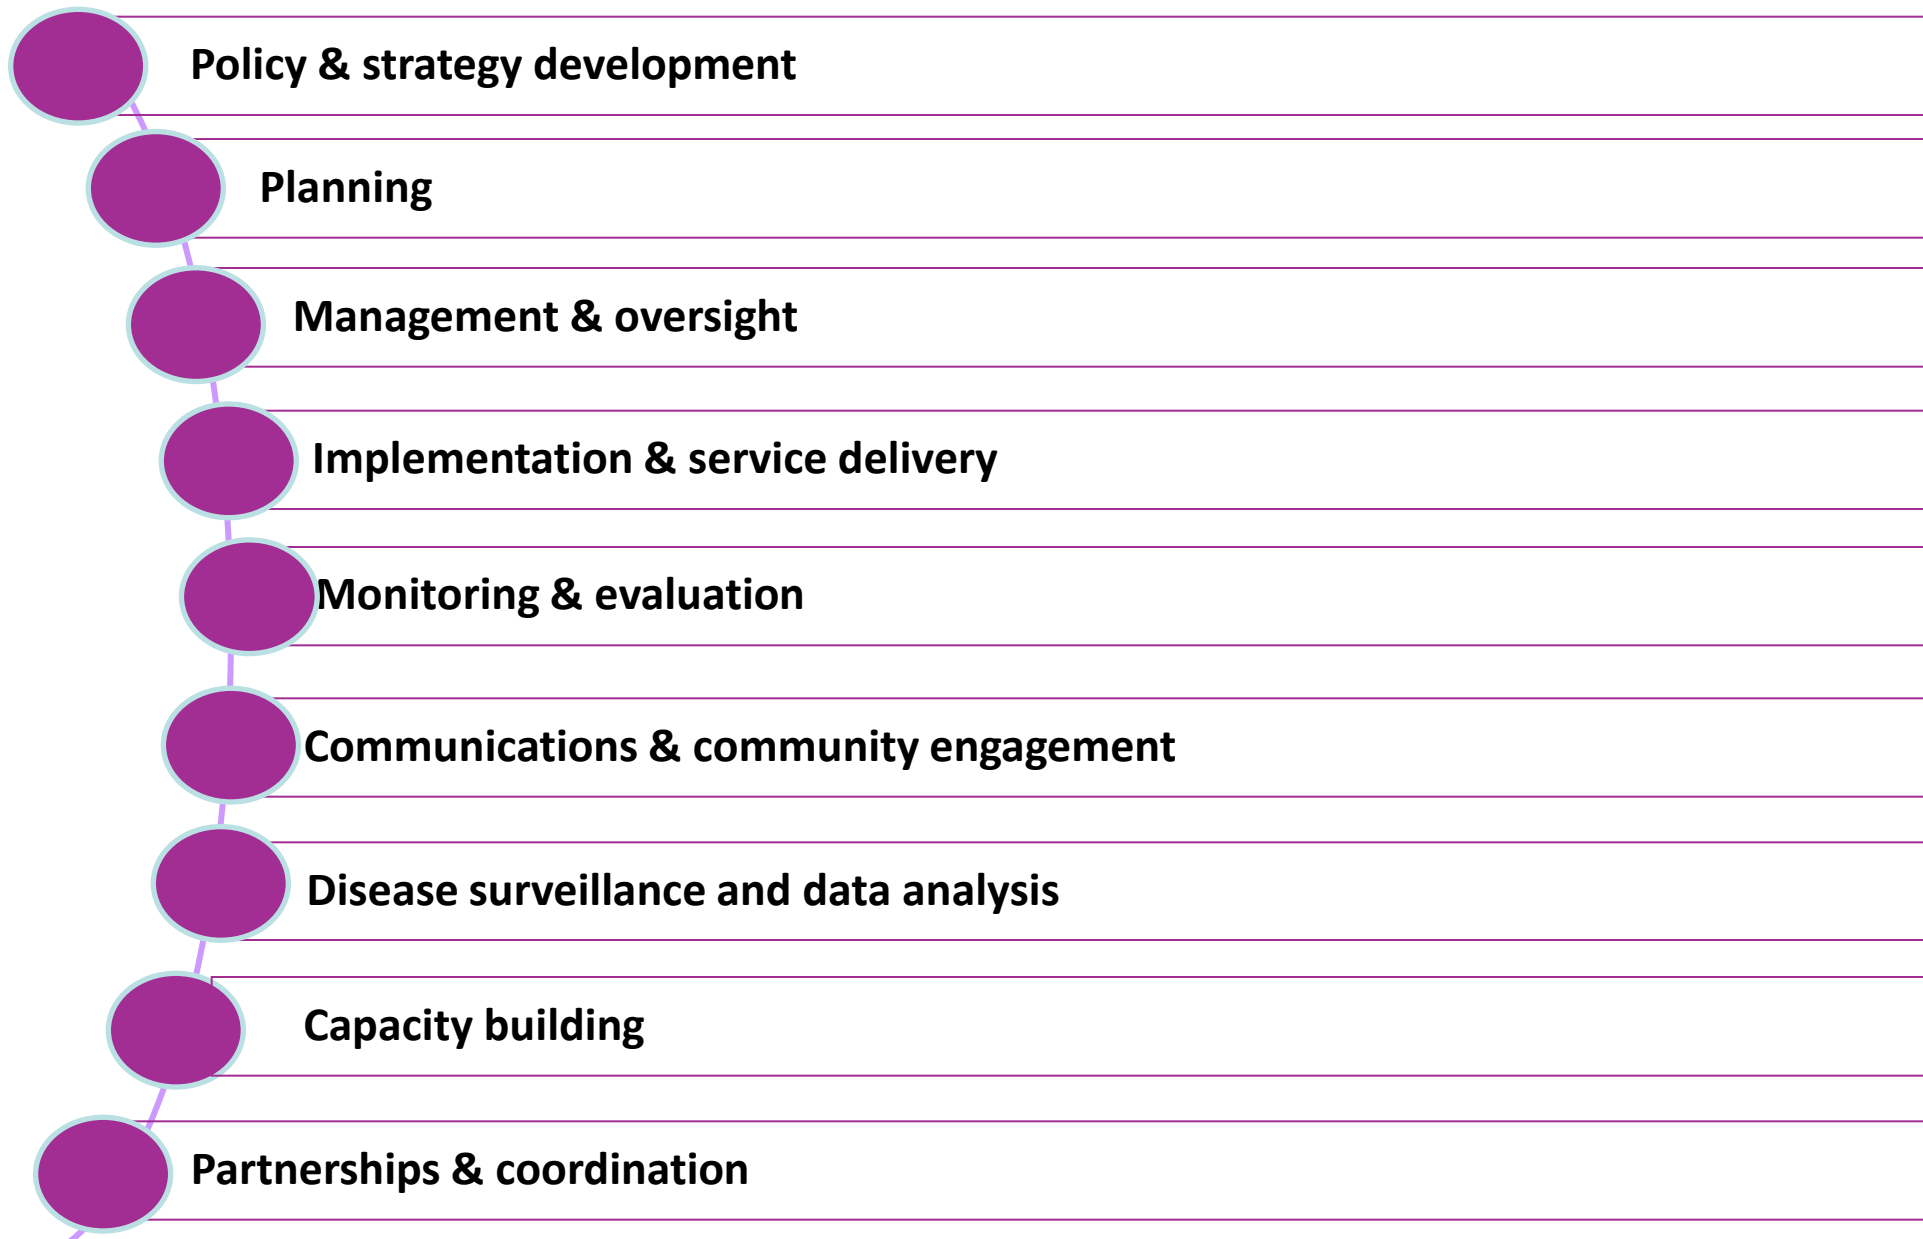 Policy & strategy development
Planning
Management & oversight
Implementation & service delivery
Monitoring & evaluation
Communications & community engagement
Disease surveillance and data analysis
Capacity building
Partnerships & coordination